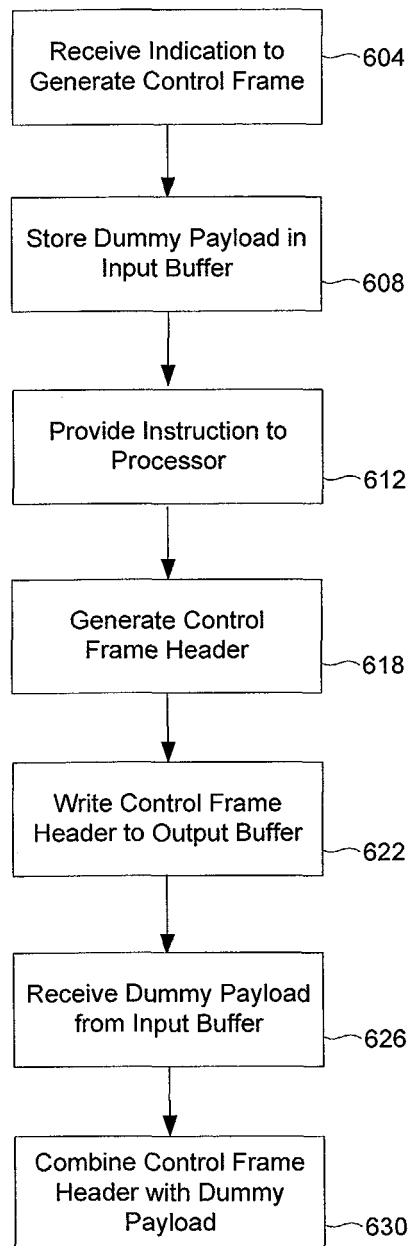 Receive Indication to
Generate Control Frame
604
Store Dummy Payload in
Input Buffer
608
Provide Instruction to
Processor
612
Generate Control
Frame Header
618
Write Control Frame
Header to Output Buffer
622
Receive Dummy Payload
from Input Buffer
626
Combine Control Frame
Header with Dummy
Payload
630